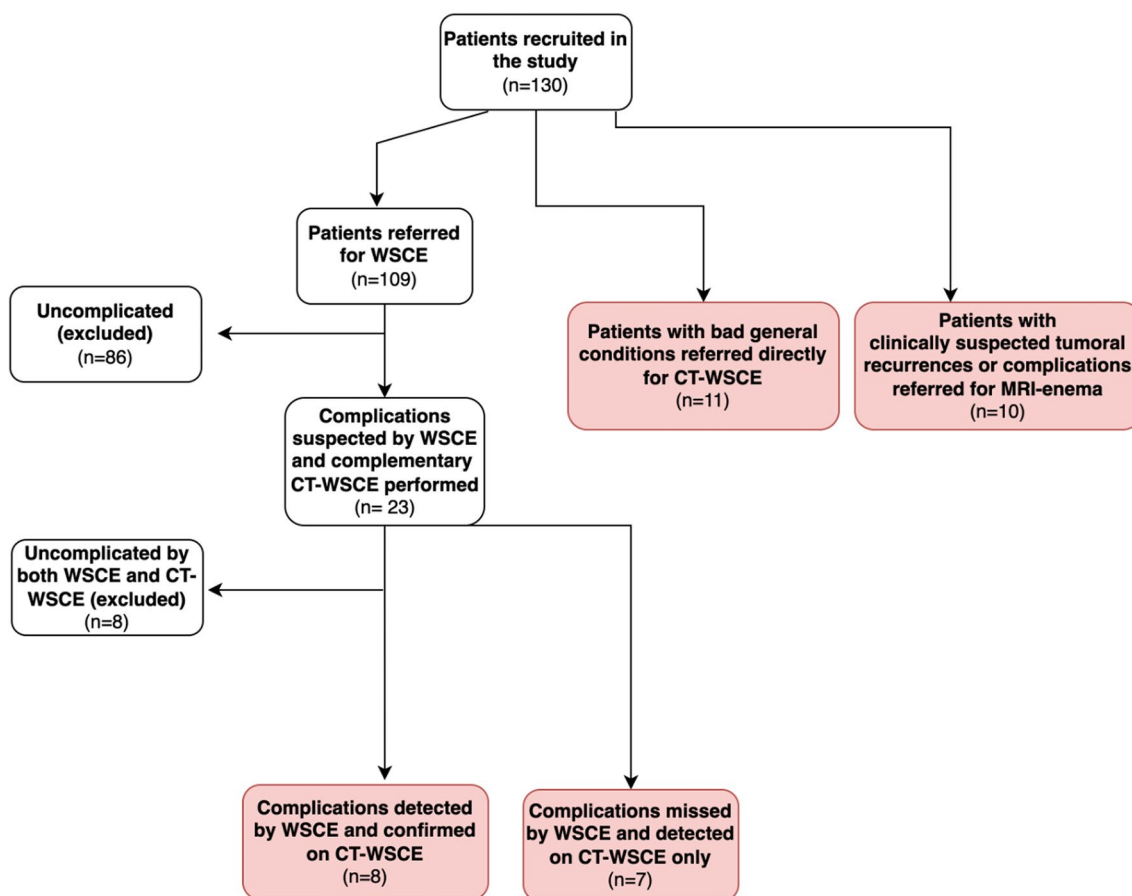 Patients recruited in
the study
(n=130)
Patients referred
for WSCE
(n=109)
Uncomplicated
(excluded)
(n=86)
Patients with bad general
conditions referred directly
for CT-WSCE
(n=11)
Patients with
clinically suspected tumoral
recurrences or complications
referred for MRI-enema
(n=10)
Complications
suspected by WSCE
and complementary
CT-WSCE performed
(n= 23)
Uncomplicated by
both WSCE and CT-
WSCE (excluded)
(n=8)
Complications detected
by WSCE and confirmed
on CT-WSCE
(n=8)
Complications missed
by WSCE and detected
on CT-WSCE only
(n=7)